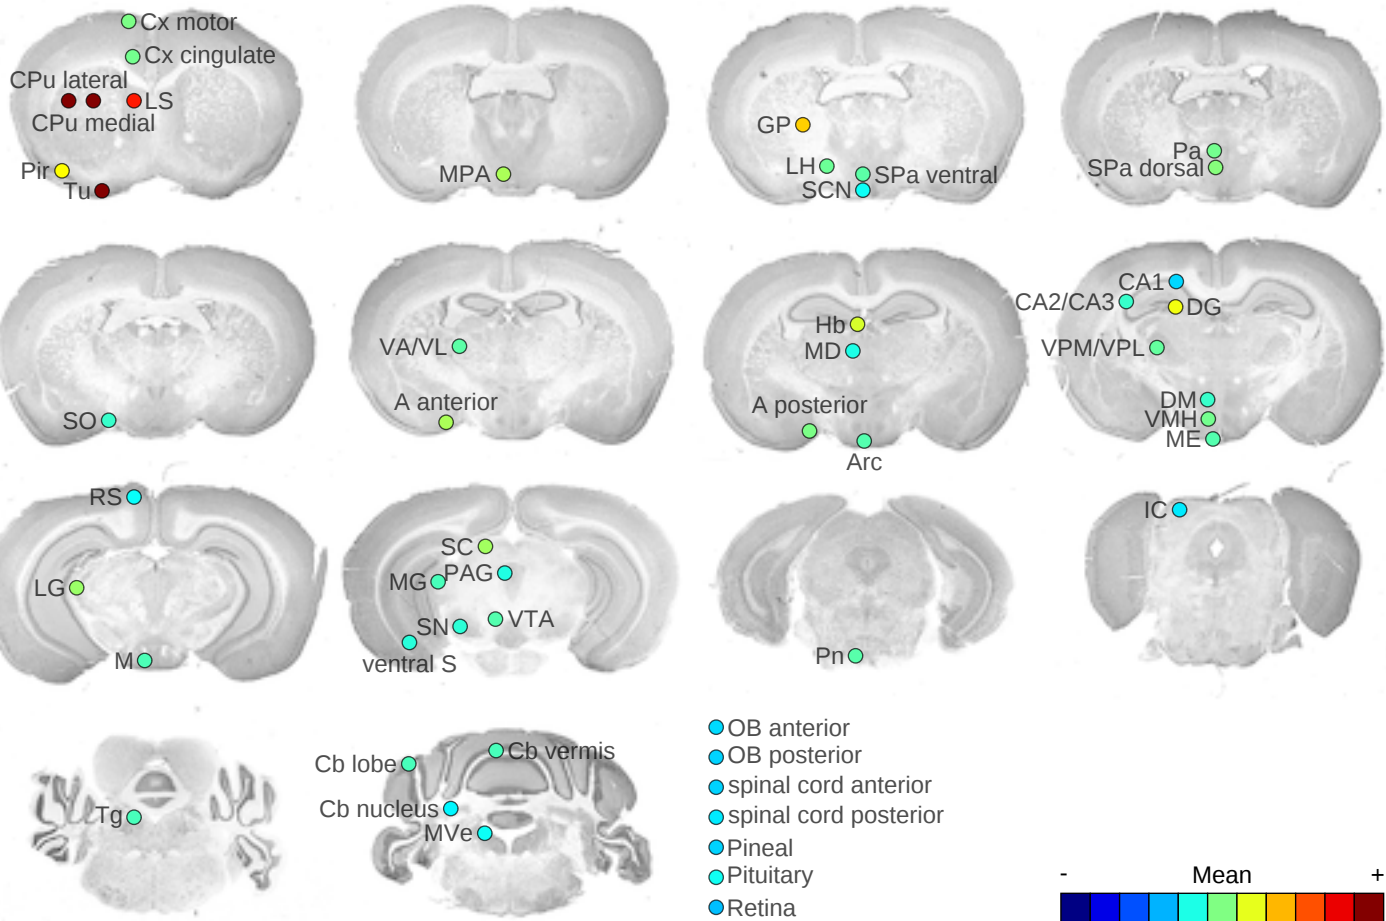 Cx motor
Cx cingulate
CPu lateral
LS
CPu medial
Pir
Tu
MPA
GP
LH
SPa ventral
SCN
Pa
SPa dorsal
SO
VA/VL
A anterior
Hb
MD
A posterior
Arc
CA1
CA2/CA3
DG
VPM/VPL
DM
VMH
ME
RS
LG
M
SC
MG
PAG
SN
VTA
ventral S
Pn
IC
Tg
Cb lobe
Cb vermis
Cb nucleus
MVe
OB anterior
OB posterior
spinal cord anterior
spinal cord posterior
Pineal
Pituitary
Retina
- Mean +